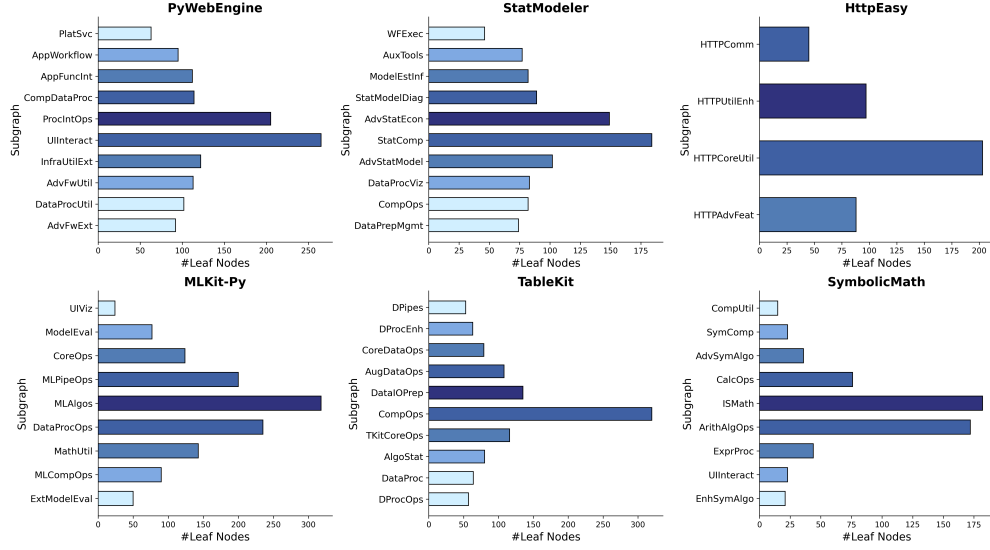 PyWebEngine
Subgraph
PlatSvc
AppWorkflow
AppFuncInt
CompDataProc
ProcIntOps
UIInteract
InfraUtilExt
AdvFwUtil
DataProcUtil
AdvFwExt
0 50 100 150 200 250
#Leaf Nodes
StatModeler
Subgraph
WFExec
AuxTools
ModelEstInf
StatModelDiag
AdvStatEcon
StatComp
AdvStatModel
DataProcViz
CompOps
DataPrepMgmt
0 25 50 75 100 125 150 175
#Leaf Nodes
HttpEasy
Subgraph
HTTPComm
HTTPUtilEnh
HTTPCoreUtil
HTTPAdvFeat
0 25 50 75 100 125 150 175 200
#Leaf Nodes
MLKit-Py
Subgraph
UIViz
ModelEval
CoreOps
MLPipeOps
MLAlgos
DataProcOps
MathUtil
MLCompOps
ExtModelEval
0 50 100 150 200 250 300
#Leaf Nodes
TableKit
Subgraph
DPipes
DProcEnh
CoreDataOps
AugDataOps
DataIOPrep
CompOps
TKitCoreOps
AlgoStat
DataProc
DProcOps
0 50 100 150 200 250 300
#Leaf Nodes
SymbolicMath
Subgraph
CompUtil
SymComp
AdvSymAlgo
CalcOps
ISMath
ArithAlgOps
ExprProc
UIInteract
EnhSymAlgo
0 25 50 75 100 125 150 175
#Leaf Nodes